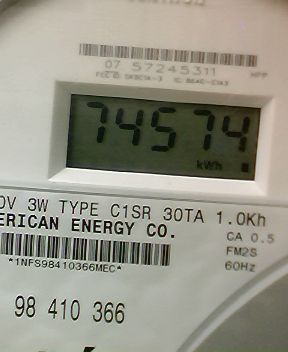 07 57245311
74574
kWh
0V 3W TYPE C1SR 30TA 1.0Kh
ERICAN ENERGY CO.
CA 0.5
FM2S
60Hz
*1NFS98410366MEC*
98 410 366